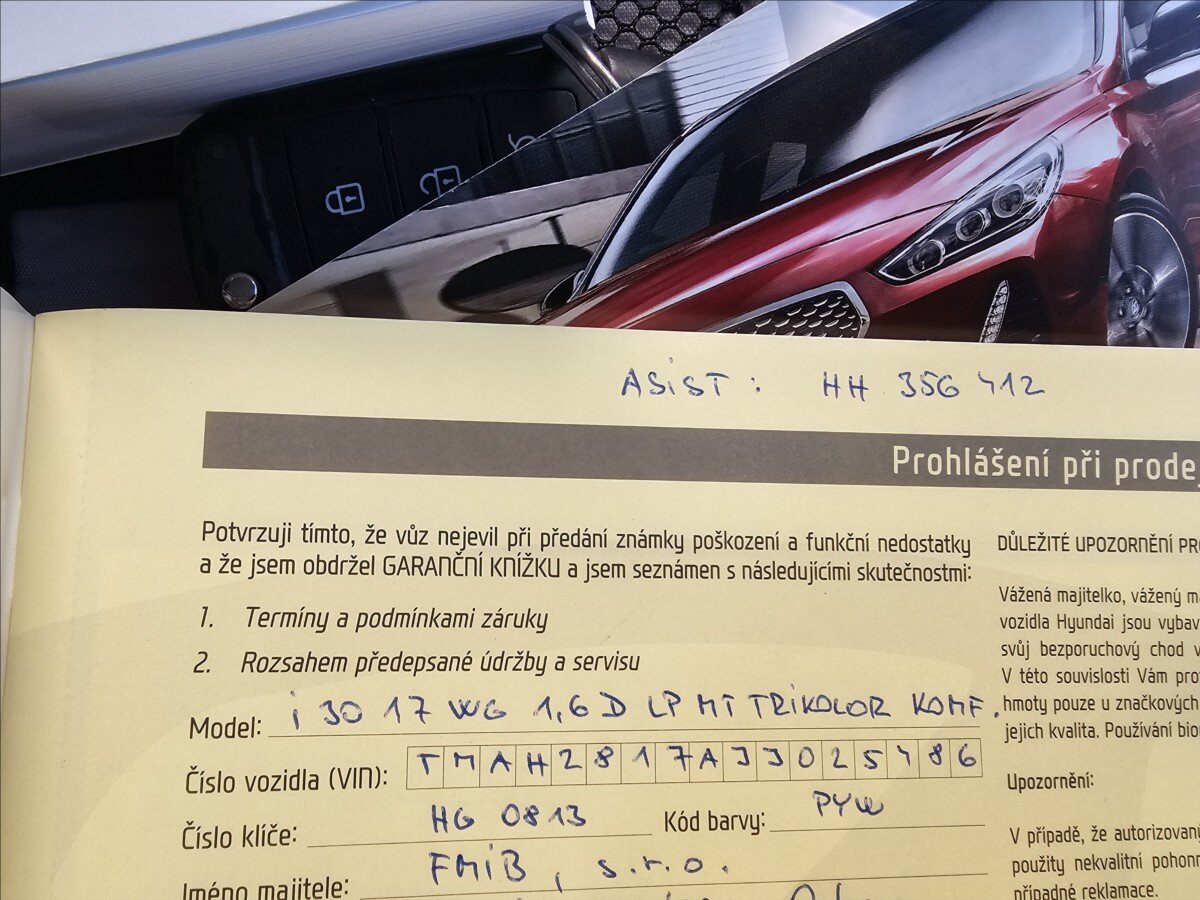 ASiST : HH 356 412
Prohlášení při prode
Potvrzuji tímto, že vůz nejevil při předání známky poškození a funkční nedostatky
a že jsem obdržel GARANČNÍ KNÍŽKU a jsem seznámen s následujícími skutečnostmi:
1. Termíny a podmínkami záruky
2. Rozsahem předepsané údržby a servisu
Model: i 30 17 WG 1,6 D LP MT TRiKOLOR KOMF.
Číslo vozidla (VIN): TMAH2817AJJ025486
Číslo klíče: HG 0813 Kód barvy: PYW
Jméno majitele: FMiB, s.r.o.
DŮLEŽITÉ UPOZORNĚNÍ PR
Vážená majitelko, vážený m
vozidla Hyundai jsou vybav
svůj bezporuchový chod v
V této souvislosti Vám pro
hmoty pouze u značkových
jejich kvalita. Používání bio
Upozornění:
V případě, že autorizovan
použity nekvalitní pohonn
případné reklamace.